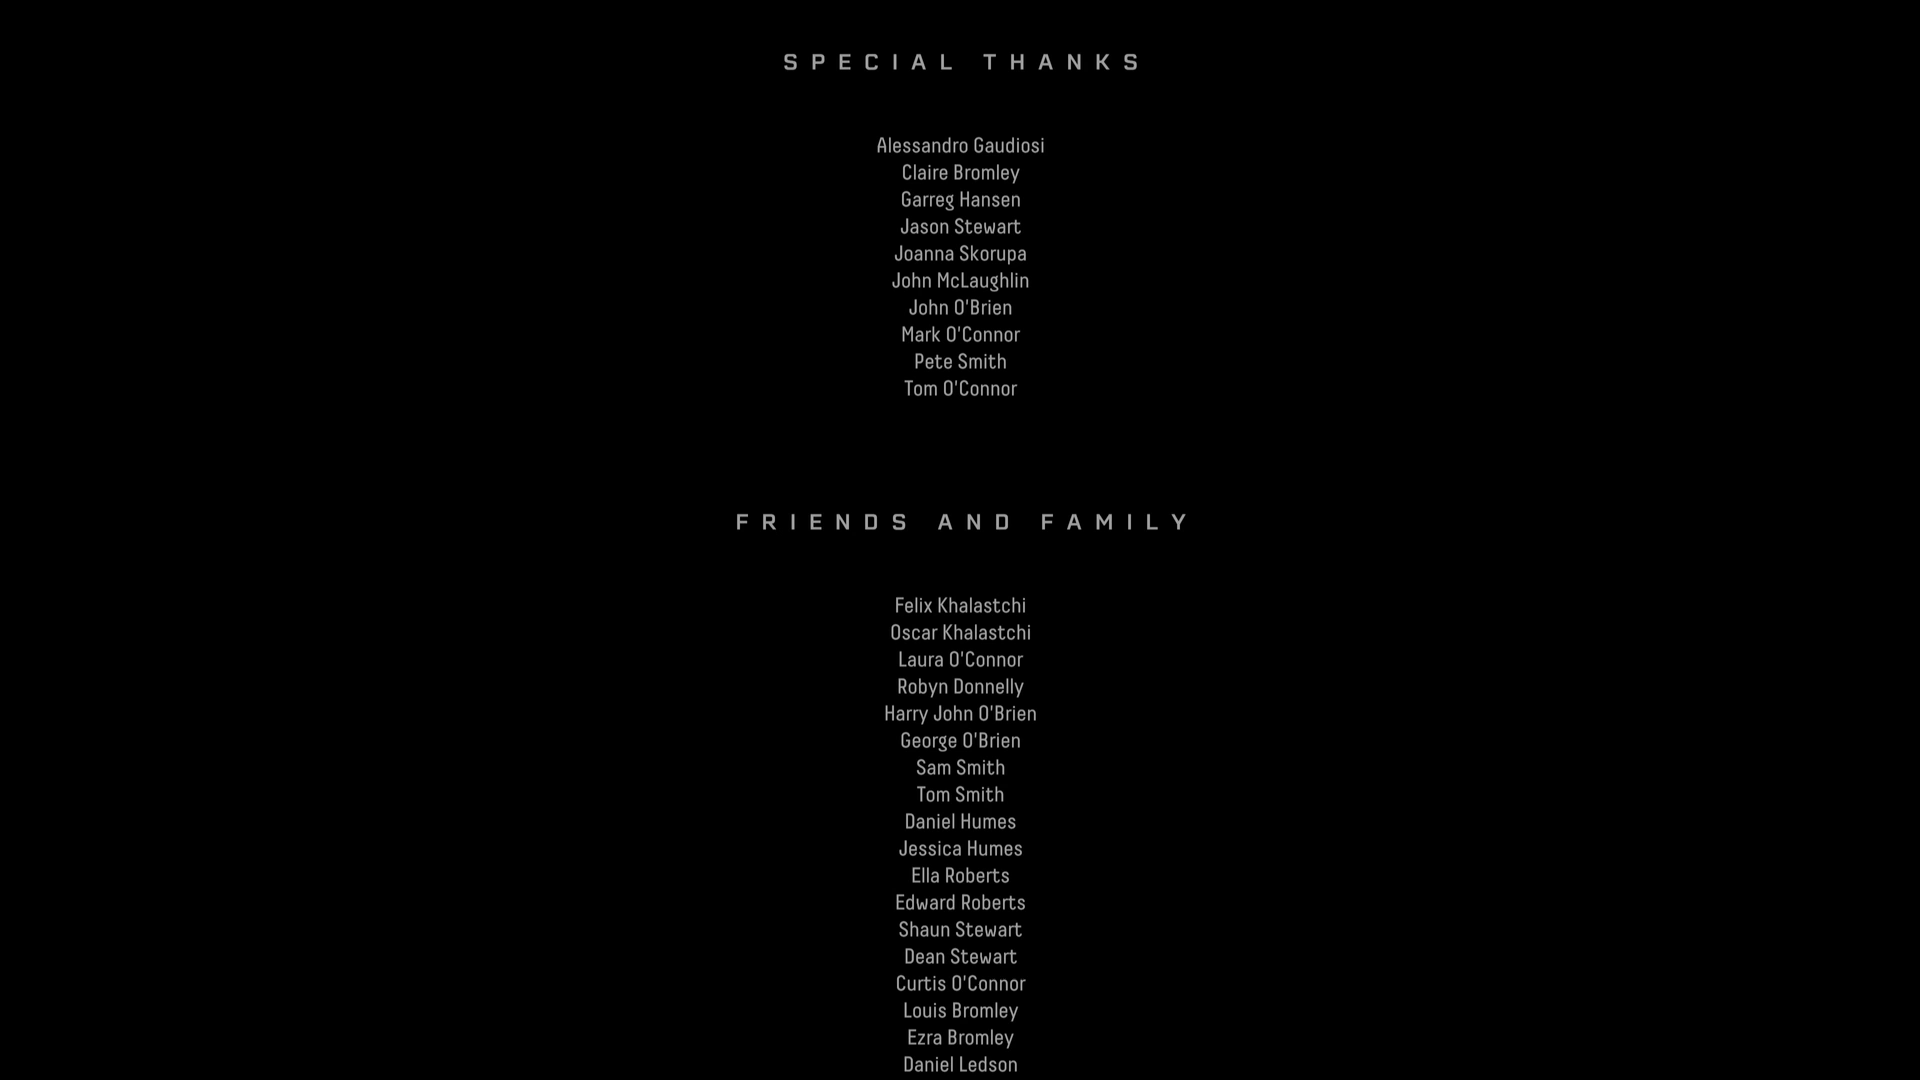 SPECIAL THANKS
Alessandro Gaudiosi
Claire Bromley
Garreg Hansen
Jason Stewart
Joanna Skorupa
John McLaughlin
John O'Brien
Mark O'Connor
Pete Smith
Tom O'Connor
FRIENDS AND FAMILY
Felix Khalastchi
Oscar Khalastchi
Laura O'Connor
Robyn Donnelly
Harry John O'Brien
George O'Brien
Sam Smith
Tom Smith
Daniel Humes
Jessica Humes
Ella Roberts
Edward Roberts
Shaun Stewart
Dean Stewart
Curtis O'Connor
Louis Bromley
Ezra Bromley
Daniel Ledson